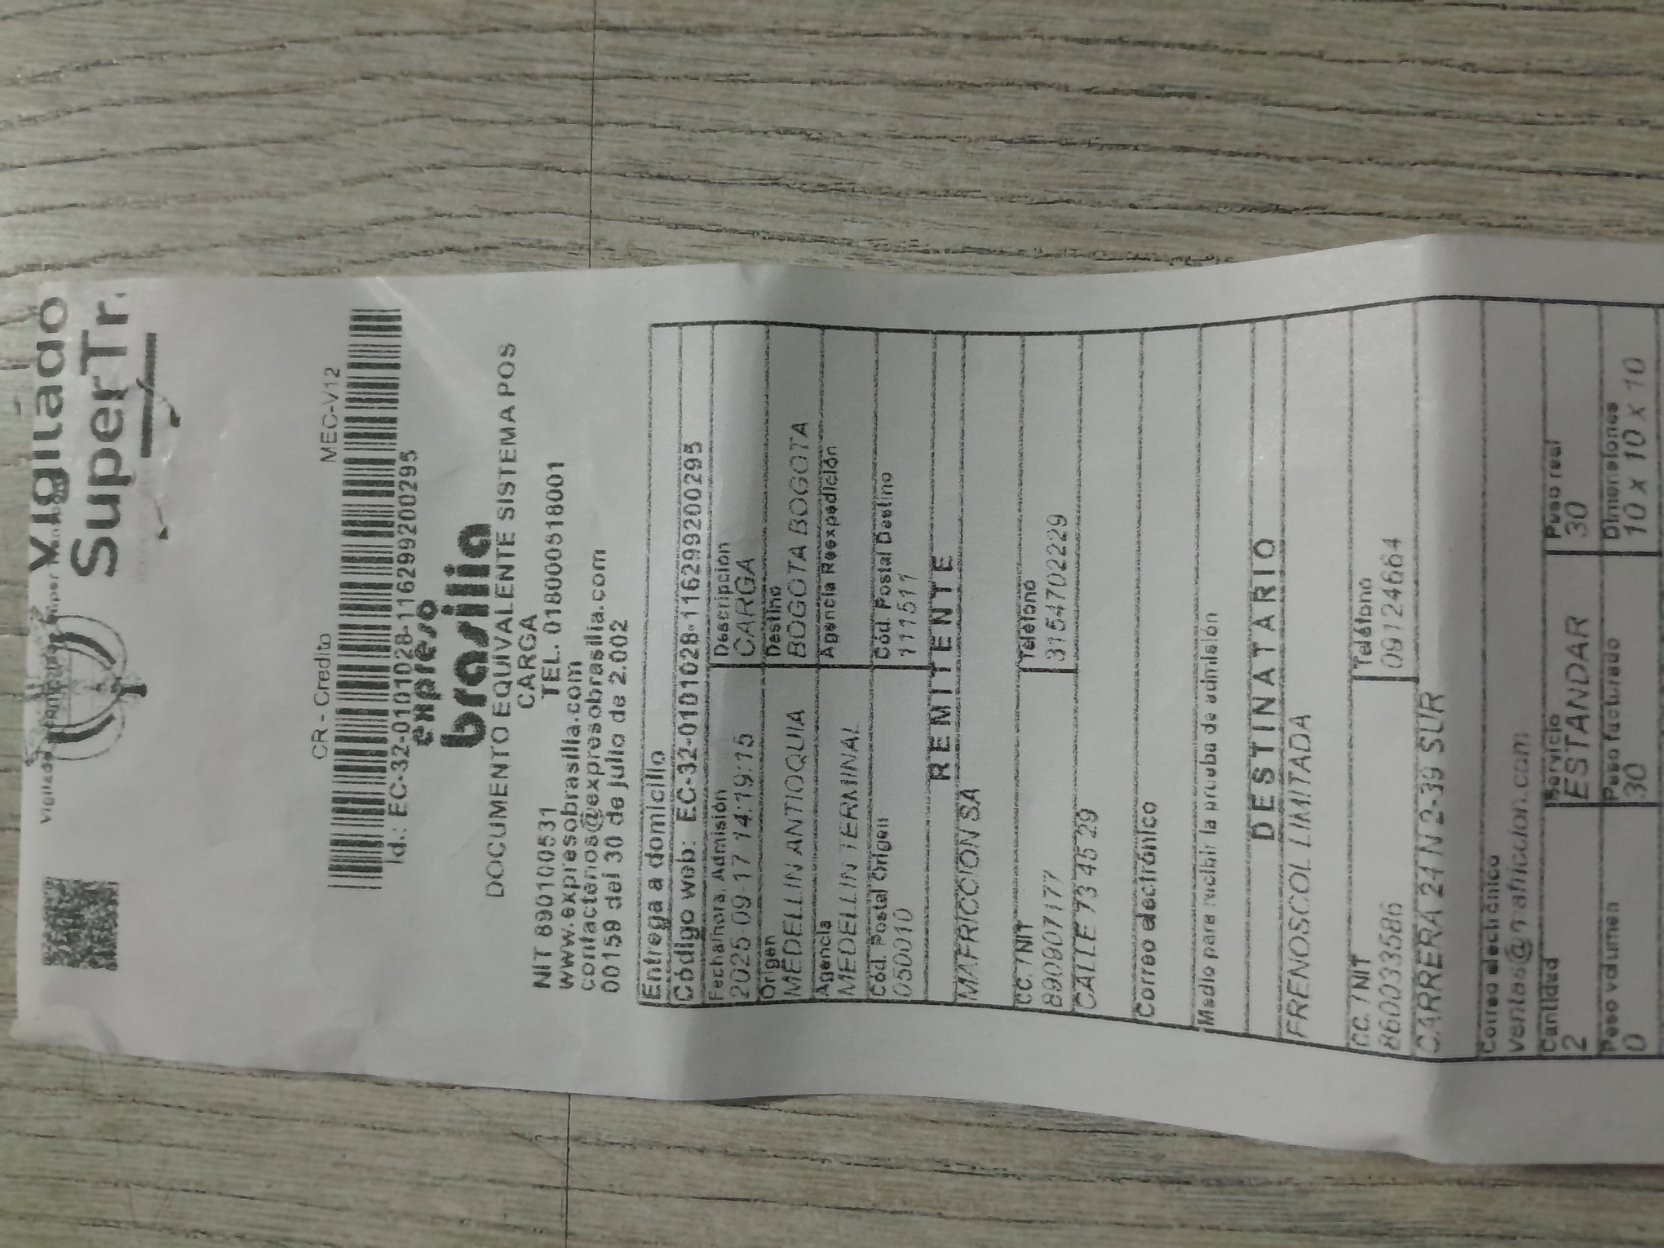 Vigilado
SuperTr
CR - Credito
MEC-V12
Id.: EC-32-0101028-116299200295
expreso
brasilia
DOCUMENTO EQUIVALENTE SISTEMA POS
CARGA
NIT 890100531
TEL. 018000518001
www.expresobrasilia.com
contactenos@expresobrasilia.com
00159 del 30 de julio de 2.002
Entrega a domicilio
Código web: EC-32-0101028-116299200295
Fecha/hora. Admisión
Descripción
2025-09-17 14:19:15
CARGA
Origen
Destino
MEDELLIN ANTIOQUIA
BOGOTA BOGOTA
Agencia
Agencia Reexpedición
MEDELLIN TERMINAL
Cód. Postal Origen
Cód. Postal Destino
050010
111511
REMITENTE
MAFRICCION SA
CC. / NIT
Teléfono
890907177
3154702229
CALLE 73 45 29
Correo electrónico
Medio para recibir la prueba de admisión
DESTINATARIO
FRENOSCOL LIMITADA
CC. / NIT
Teléfono
860033586
09124664
CARRERA 24 N 2-39 SUR
Correo electrónico
Cantidad
Servicio
Peso real
2
ESTANDAR
30
Peso volumen
Peso facturado
Dimensiones
0
30
10 x 10 x 10